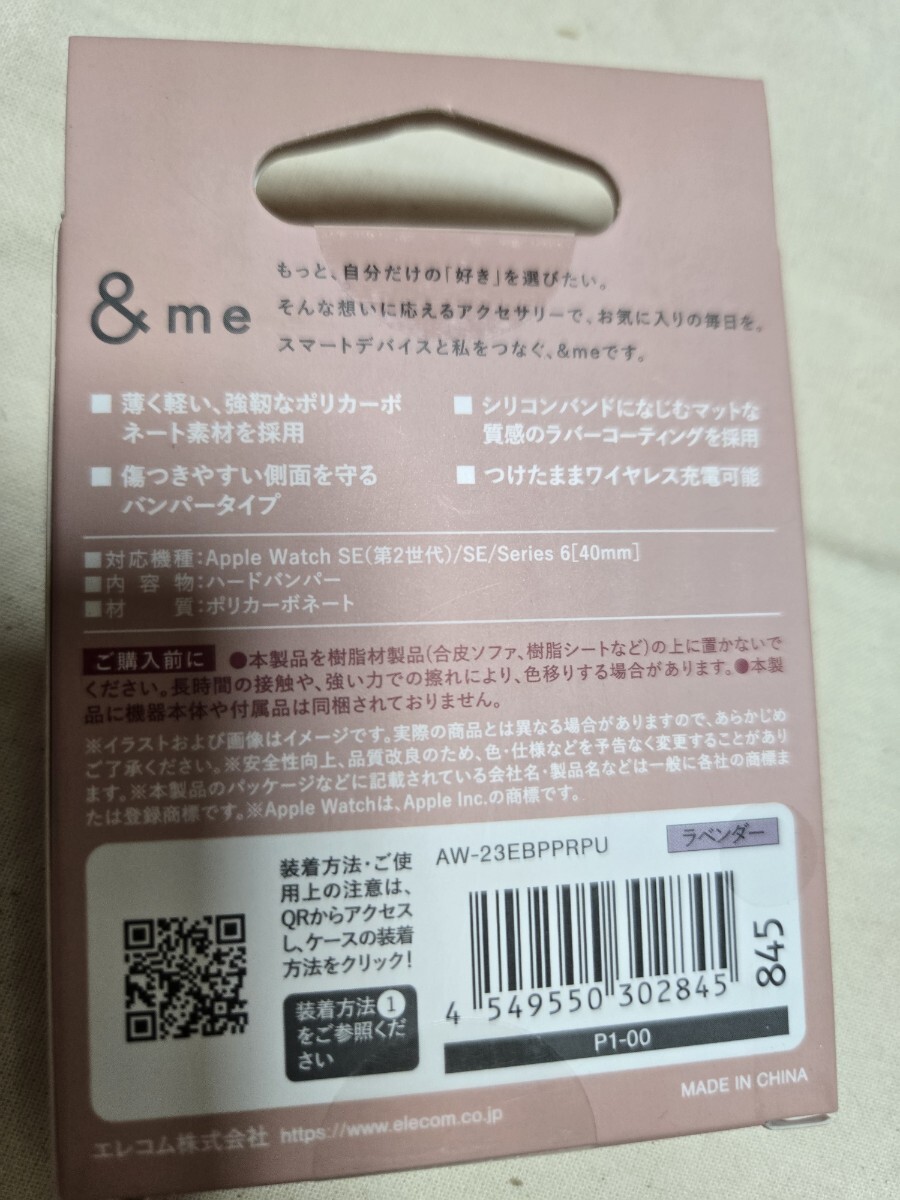 &me
もっと、自分だけの「好き」を選びたい。
そんな想いに応えるアクセサリーで、お気に入りの毎日を。
スマートデバイスと私をつなぐ、&meです。
■ 薄く軽い、強靭なポリカーボ
ネート素材を採用
■ 傷つきやすい側面を守る
バンパータイプ
■ シリコンバンドになじむマットな
質感のラバーコーティングを採用
■ つけたままワイヤレス充電可能
■対応機種:Apple Watch SE(第2世代)/SE/Series 6[40mm]
■内容物:ハードバンパー
■材質:ポリカーボネート
ご購入前に ●本製品を樹脂材製品(合皮ソファ、樹脂シートなど)の上に置かないで
ください。長時間の接触や、強い力での擦れにより、色移りする場合があります。●本製
品に機器本体や付属品は同梱されておりません。
※イラストおよび画像はイメージです。実際の商品とは異なる場合がありますので、あらかじめ
ご了承ください。※安全性向上、品質改良のため、色・仕様などを予告なく変更することがあり
ます。※本製品のパッケージなどに記載されている会社名・製品名などは一般に各社の商標ま
たは登録商標です。※Apple Watchは、Apple Inc.の商標です。
装着方法・ご使
用上の注意は、
QRからアクセス
し、ケースの装着
方法をクリック!
装着方法①
をご参照くだ
さい
AW-23EBPPRPU
ラベンダー
4 549550 302845
845
P1-00
MADE IN CHINA
エレコム株式会社 https://www.elecom.co.jp